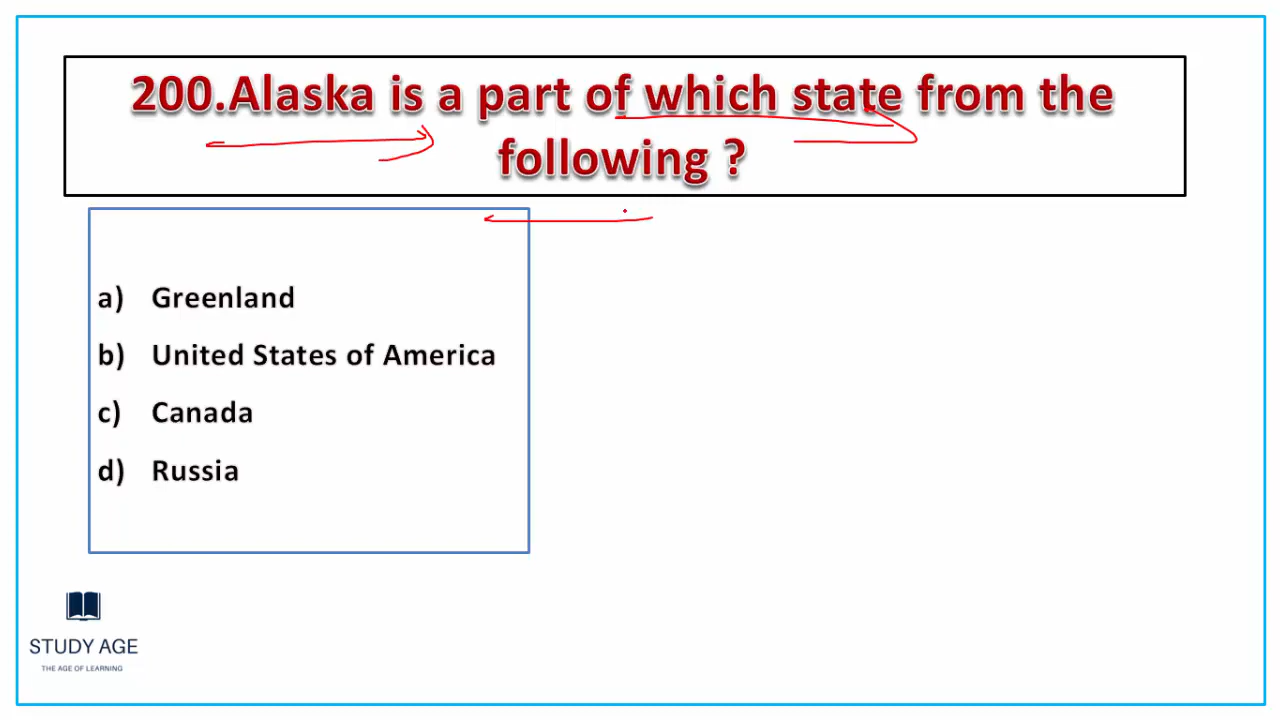 200.Alaska is a part of which state from the
following ?
a) Greenland
b) United States of America
c) Canada
d) Russia
STUDY AGE
THE AGE OF LEARNING